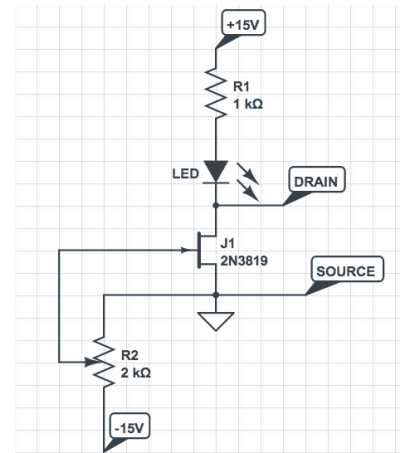 +15V
R1
1 kΩ
LED
DRAIN
J1
2N3819
SOURCE
R2
2 kΩ
-15V